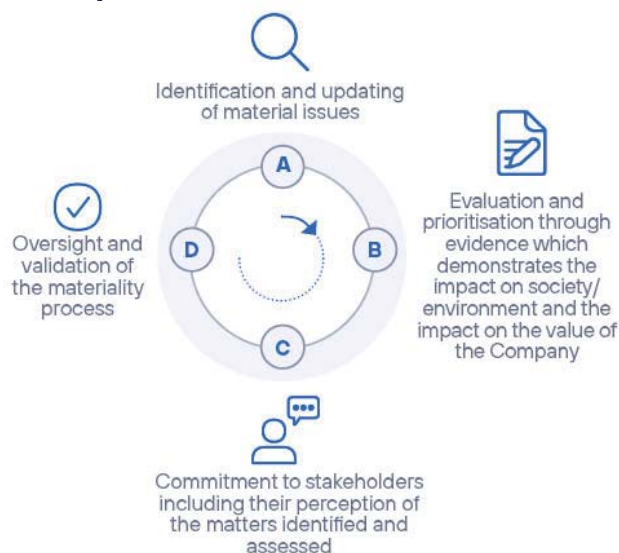 Identification and updating
of material issues
A
B
Evaluation and
prioritisation through
evidence which
demonstrates the
impact on society/
environment and the
impact on the value of
the Company
C
Commitment to stakeholders
including their perception of
the matters identified and
assessed
D
Oversight and
validation of
the materiality
process